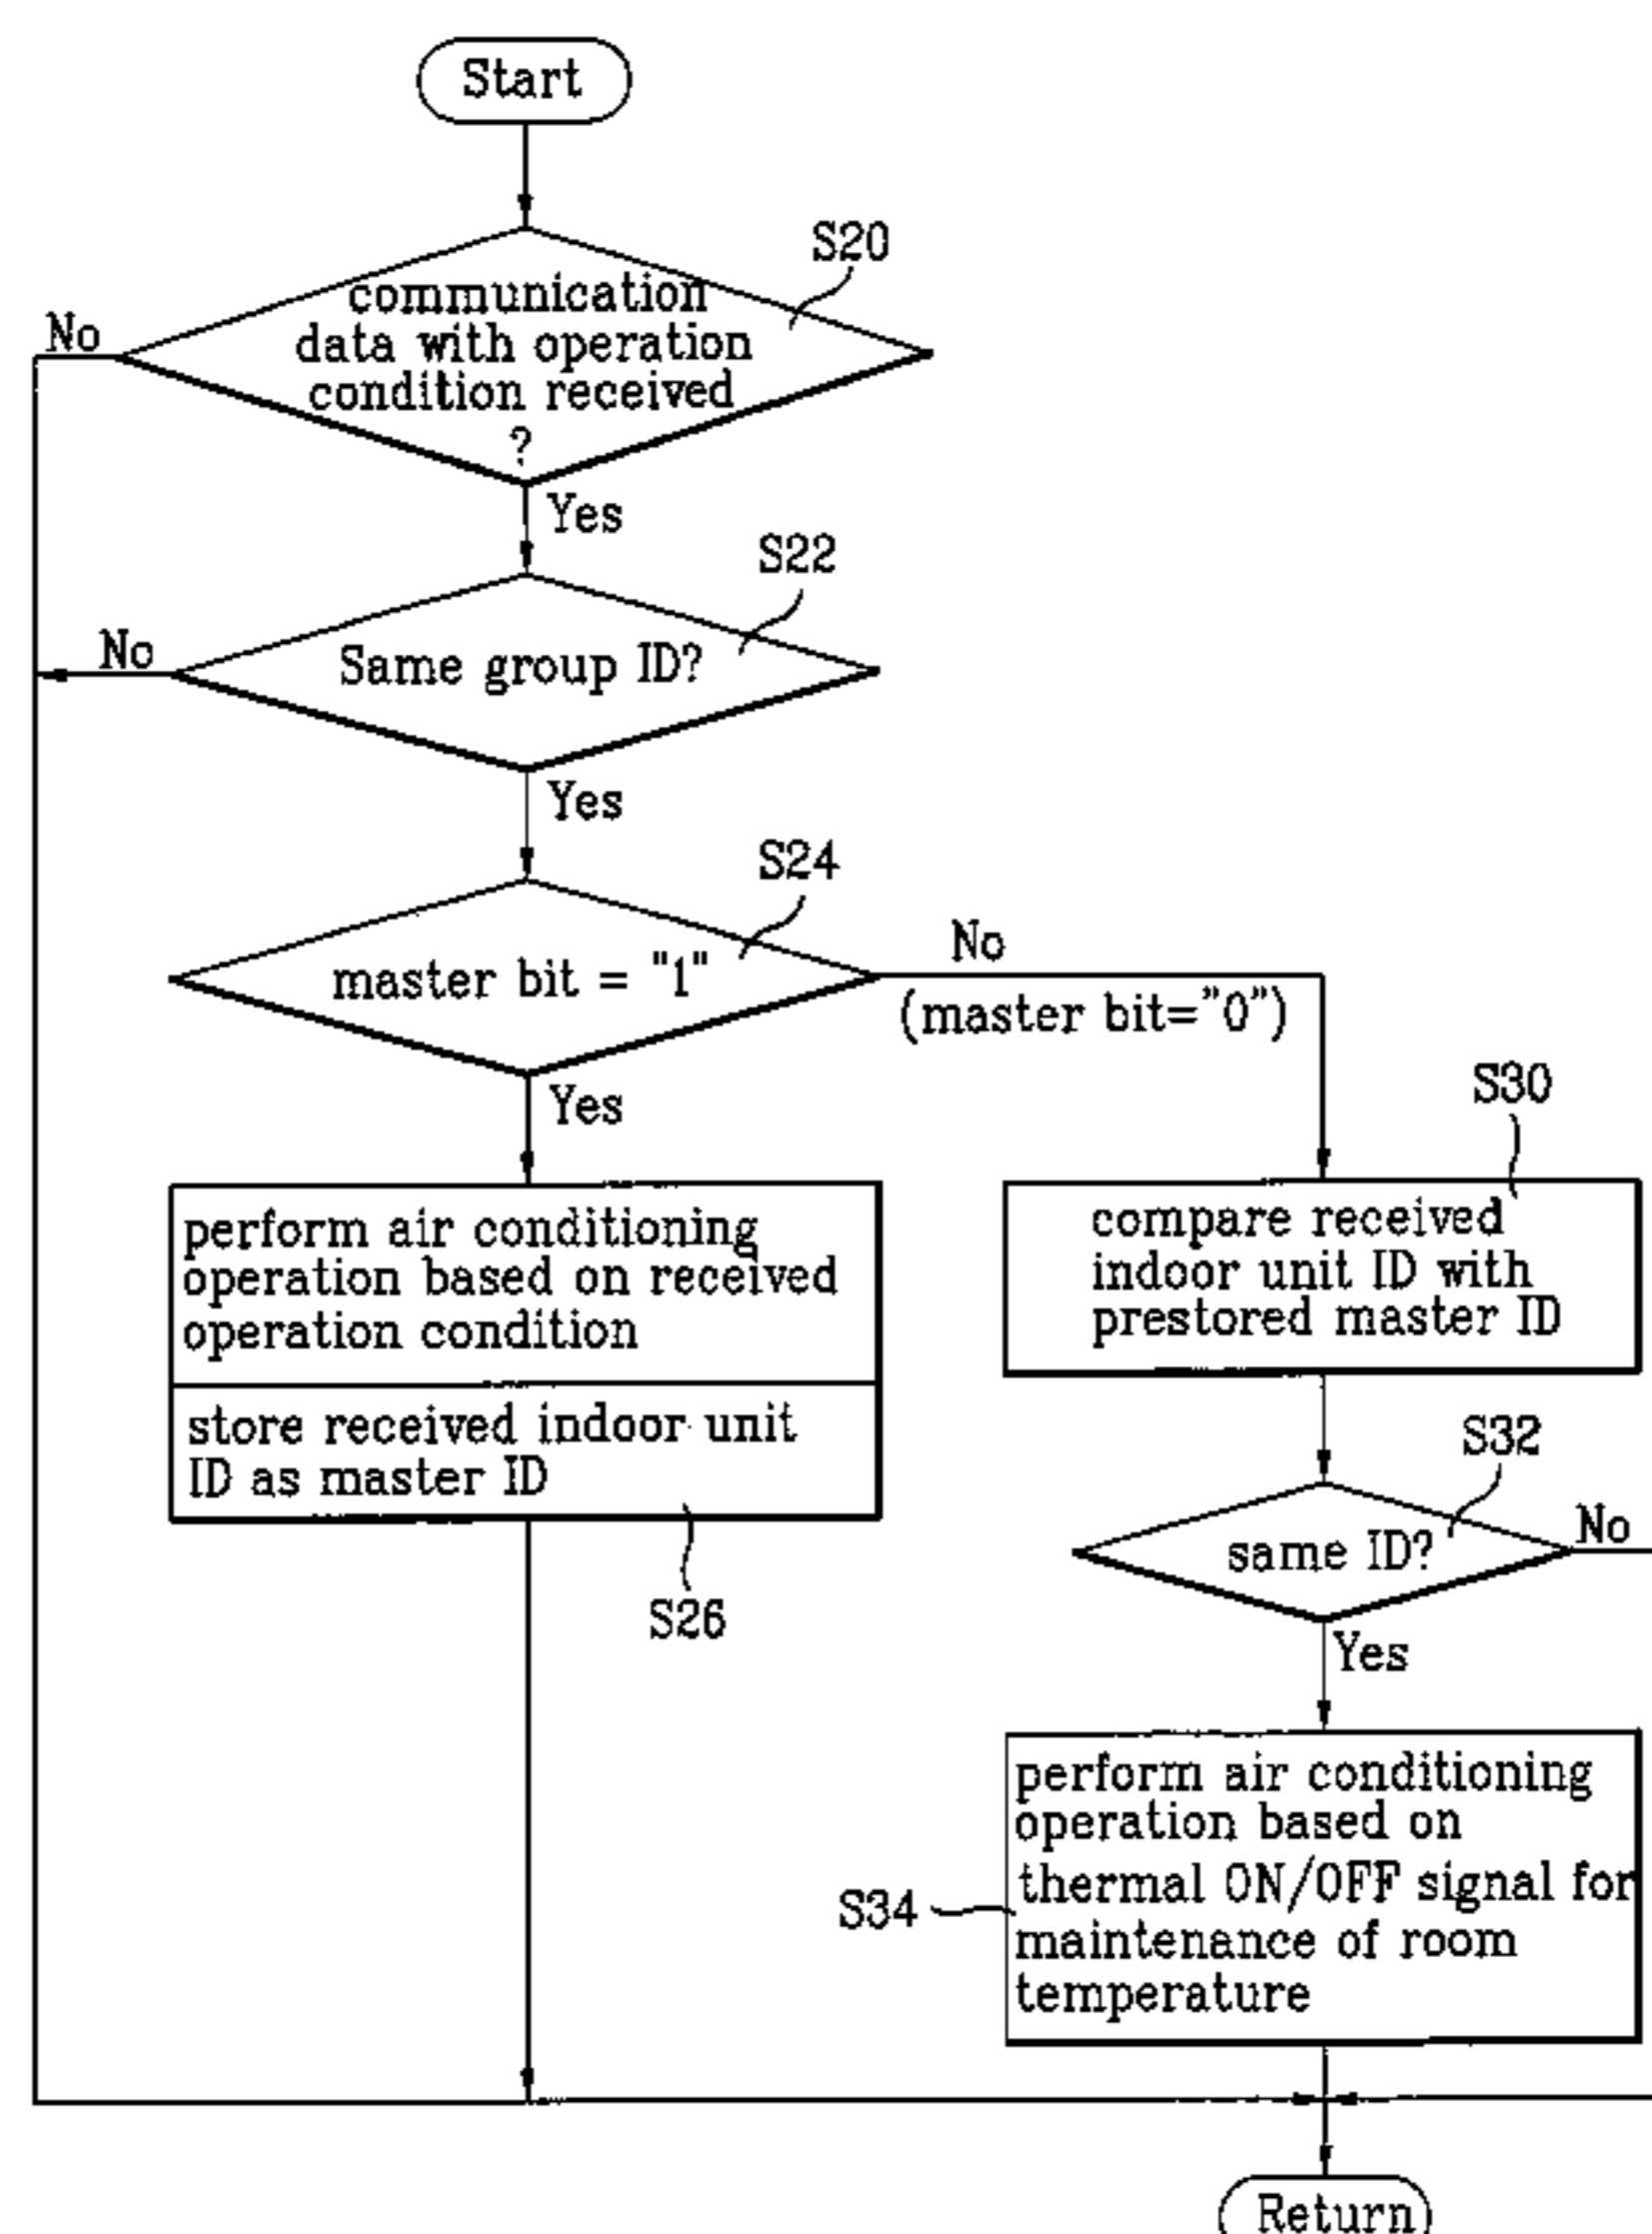 Start
S20
communication
data with operation
condition received
?
No
Yes
S22
Same group ID?
No
Yes
S24
master bit = "1"
No
(master bit="0")
Yes
perform air conditioning
operation based on received
operation condition
store received indoor unit
ID as master ID
S26
S30
compare received
indoor unit ID with
prestored master ID
S32
same ID?
No
Yes
perform air conditioning
operation based on
thermal ON/OFF signal for
maintenance of room
temperature
S34
Return